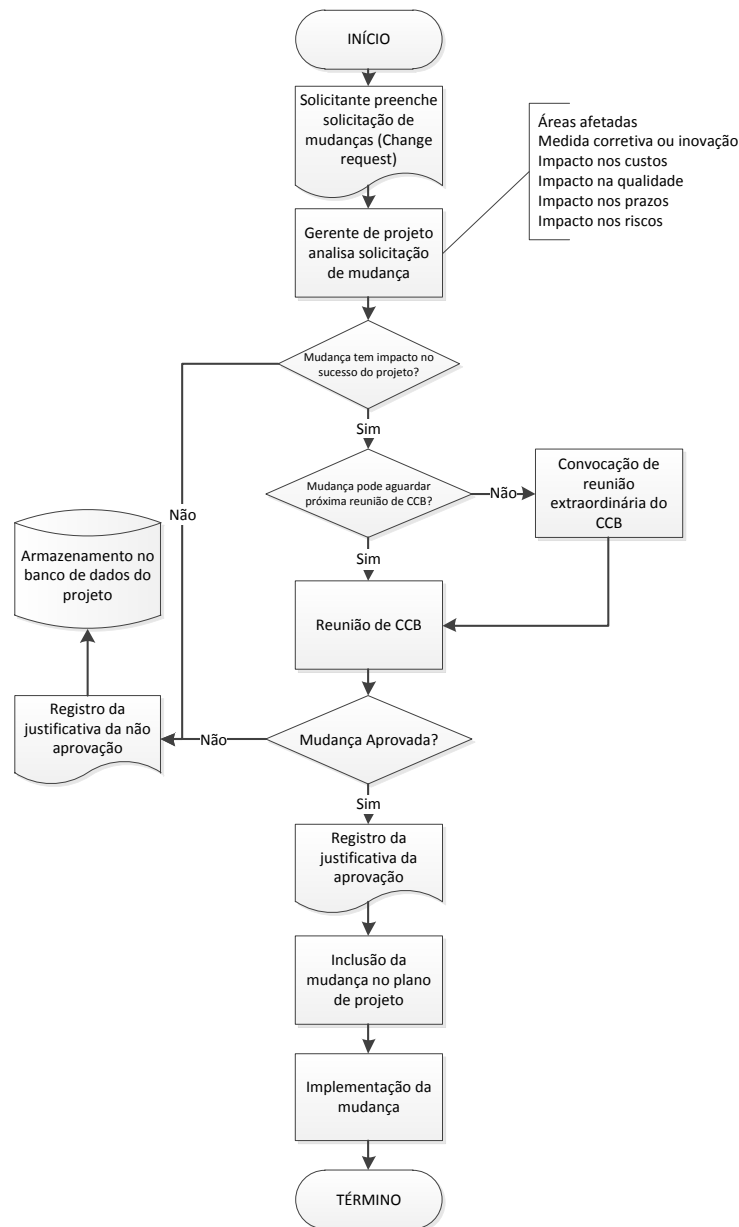 INÍCIO
Solicitante preenche
solicitação de
mudanças (Change
request)
Áreas afetadas
Medida corretiva ou inovação
Impacto nos custos
Impacto na qualidade
Impacto nos prazos
Impacto nos riscos
Gerente de projeto
analisa solicitação
de mudança
Mudança tem impacto no
sucesso do projeto?
Sim
Mudança pode aguardar
próxima reunião de CCB?
Não
Convocação de
reunião
extraordinária do
CCB
Não
Armazenamento no
banco de dados do
projeto
Sim
Reunião de CCB
Registro da
justificativa da não
aprovação
Não
Mudança Aprovada?
Sim
Registro da
justificativa da
aprovação
Inclusão da
mudança no plano
de projeto
Implementação da
mudança
TÉRMINO